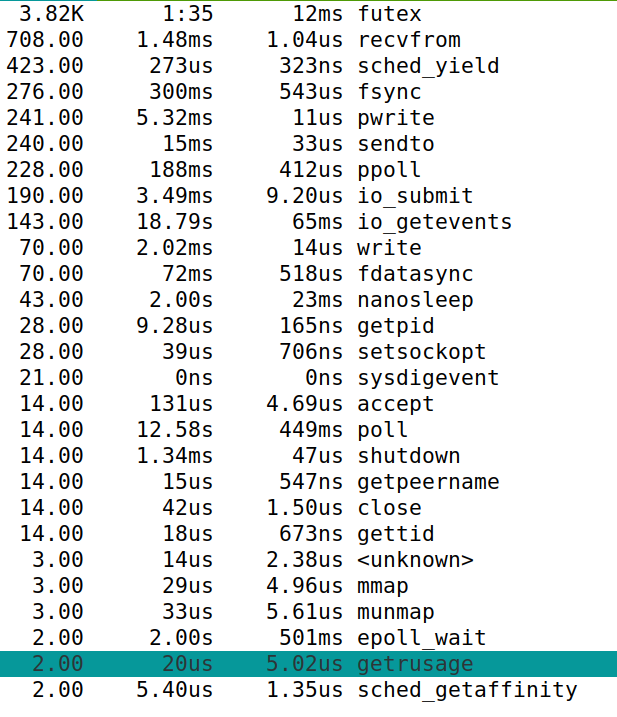 3.82K 1:35 12ms futex
708.00 1.48ms 1.04us recvfrom
423.00 273us 323ns sched_yield
276.00 300ms 543us fsync
241.00 5.32ms 11us pwrite
240.00 15ms 33us sendto
228.00 188ms 412us ppoll
190.00 3.49ms 9.20us io_submit
143.00 18.79s 65ms io_getevents
70.00 2.02ms 14us write
70.00 72ms 518us fdatasync
43.00 2.00s 23ms nanosleep
28.00 9.28us 165ns getpid
28.00 39us 706ns setsockopt
21.00 0ns 0ns sysdigevent
14.00 131us 4.69us accept
14.00 12.58s 449ms poll
14.00 1.34ms 47us shutdown
14.00 15us 547ns getpeername
14.00 42us 1.50us close
14.00 18us 673ns gettid
3.00 14us 2.38us <unknown>
3.00 29us 4.96us mmap
3.00 33us 5.61us munmap
2.00 2.00s 501ms epoll_wait
2.00 20us 5.02us getrusage
2.00 5.40us 1.35us sched_getaffinity